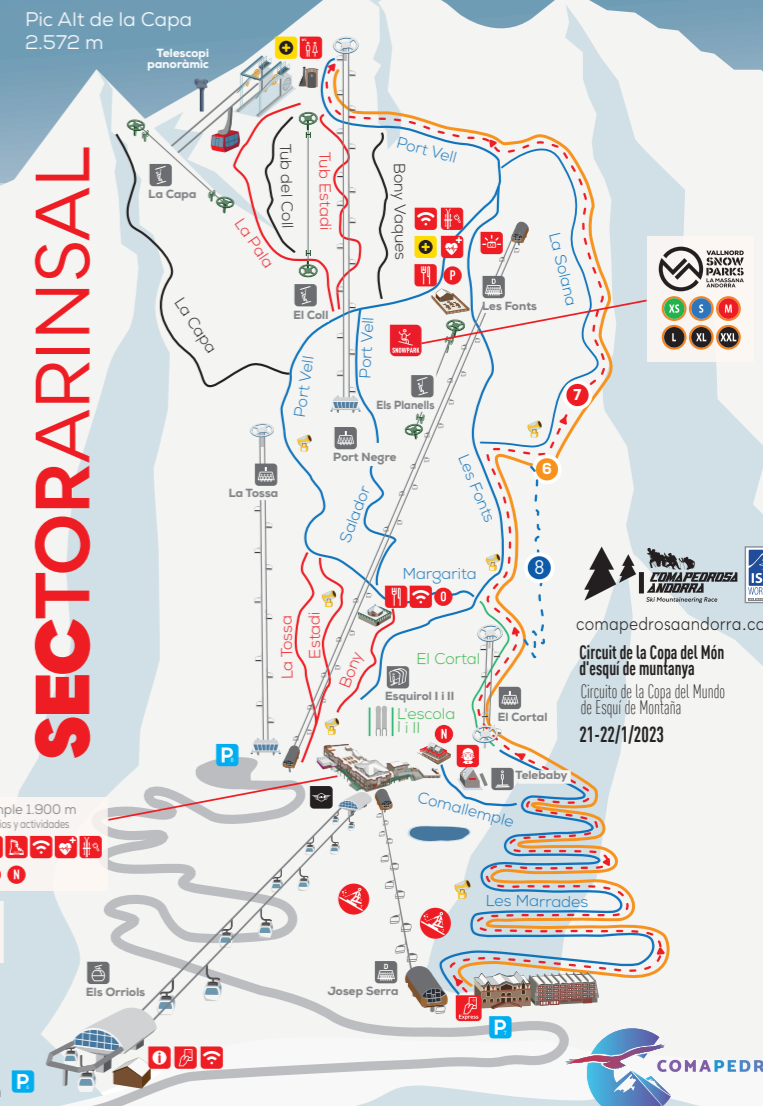 Pic Alt de la Capa
2.572 m
Telescopi
panoràmic
SECTORARINSAL
La Capa
La Capa
La Pala
Tub del Coll
Tub Estadi
Bony Vaques
Port Vell
La Solana
El Coll
P
Les Fonts
SNOWPARK
VALLNORD
SNOW
PARKS
LA MASSANA
ANDORRA
XS
S
M
L
XL
XXL
Port Vell
Port Vell
Els Planells
7
Port Negre
6
La Tossa
Salador
Les Fonts
8
Margarita
O
La Tossa
Estadi
Bony
El Cortal
Esquirol I i II
L'escola
I i II
El Cortal
COMAPEDROSA
ANDORRA
Ski Mountaineering Race
comapedrosaandorra.co
Circuit de la Copa del Món
d'esquí de muntanya
Circuito de la Copa del Mundo
de Esquí de Montaña
21-22/1/2023
P
N
Telebaby
Comallemple
mple 1.900 m
ios y actividades
N
Les Marrades
Els Orriols
Josep Serra
Express
P
P
COMAPEDR